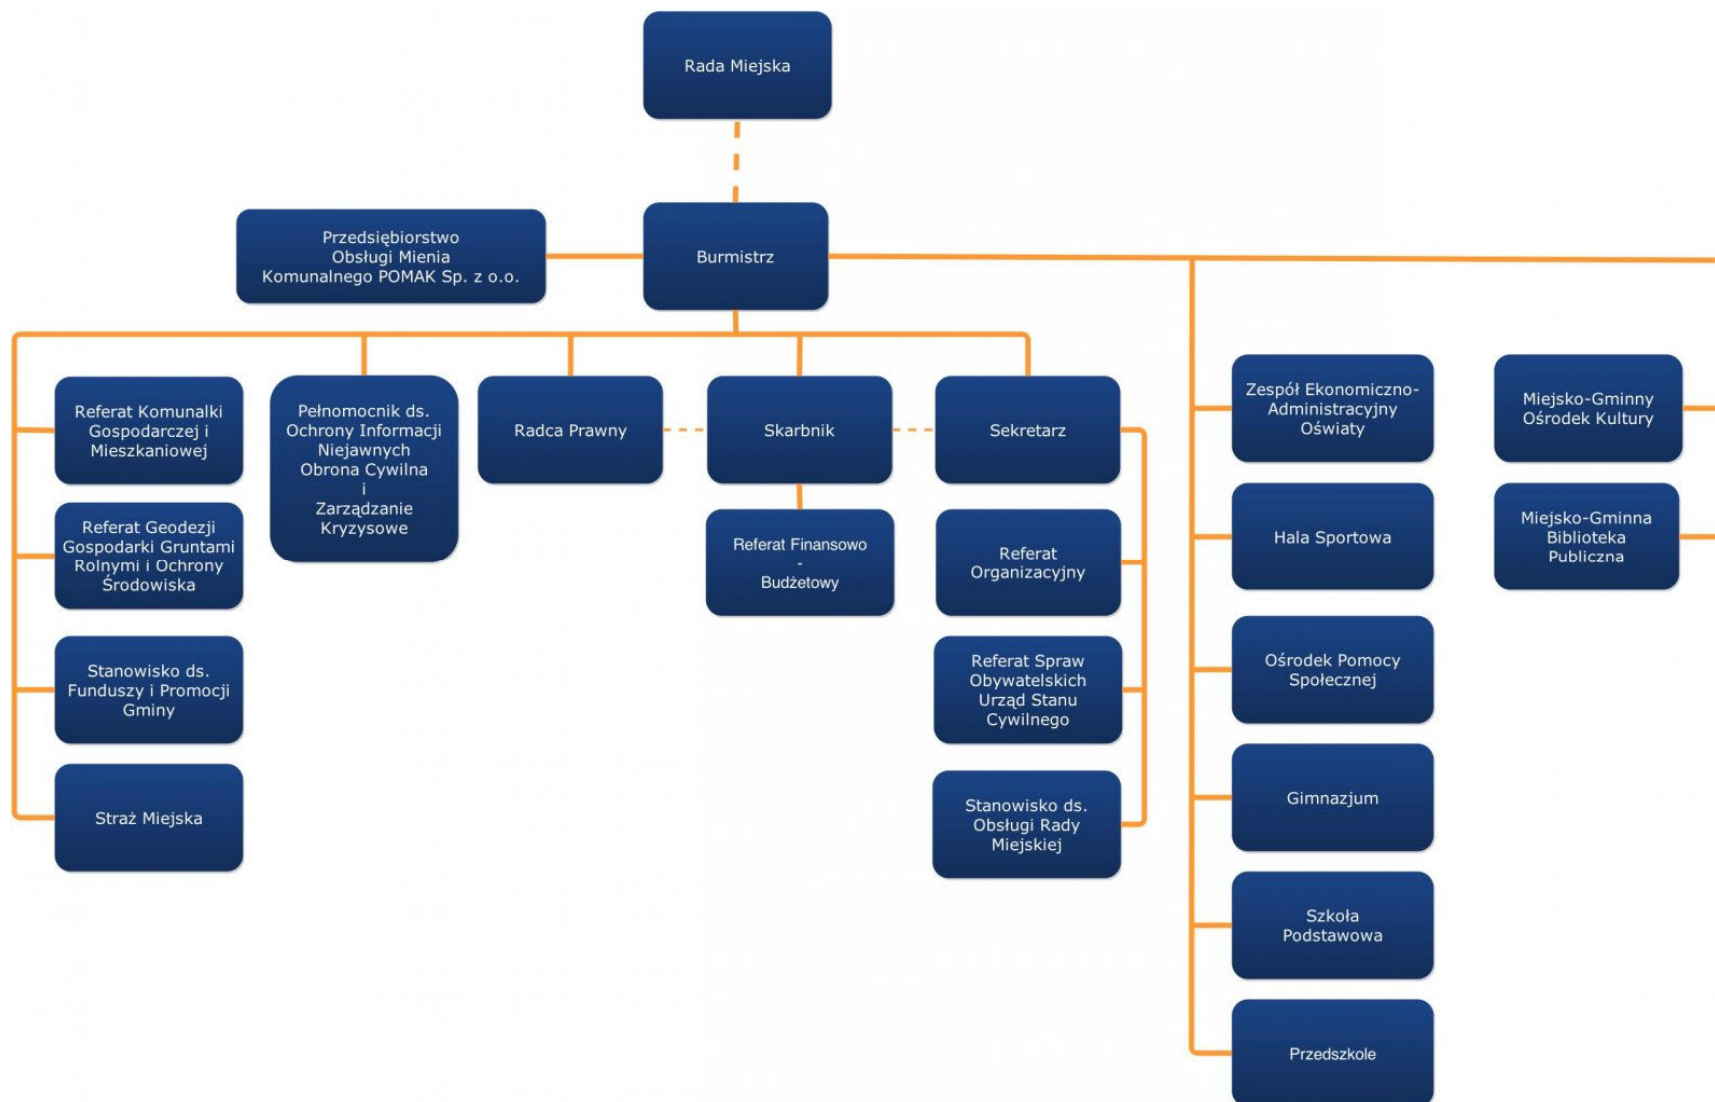 Rada Miejska
Przedsiębiorstwo
Obsługi Mienia
Komunalnego POMAK Sp. z o.o.
Burmistrz
Referat Komunalki
Gospodarczej i
Mieszkaniowej
Pełnomocnik ds.
Ochrony Informacji
Niejawnych
Obrona Cywilna
i
Zarządzanie
Kryzysowe
Radca Prawny
Skarbnik
Sekretarz
Zespół Ekonomiczno-
Administracyjny
Oświaty
Miejsko-Gminny
Ośrodek Kultury
Referat Geodezji
Gospodarki Gruntami
Rolnymi i Ochrony
Środowiska
Referat Finansowo
-
Budżetowy
Referat
Organizacyjny
Hala Sportowa
Miejsko-Gminna
Biblioteka
Publiczna
Stanowisko ds.
Funduszy i Promocji
Gminy
Referat Spraw
Obywatelskich
Urząd Stanu
Cywilnego
Ośrodek Pomocy
Społecznej
Straż Miejska
Stanowisko ds.
Obsługi Rady
Miejskiej
Gimnazjum
Szkoła
Podstawowa
Przedszkole